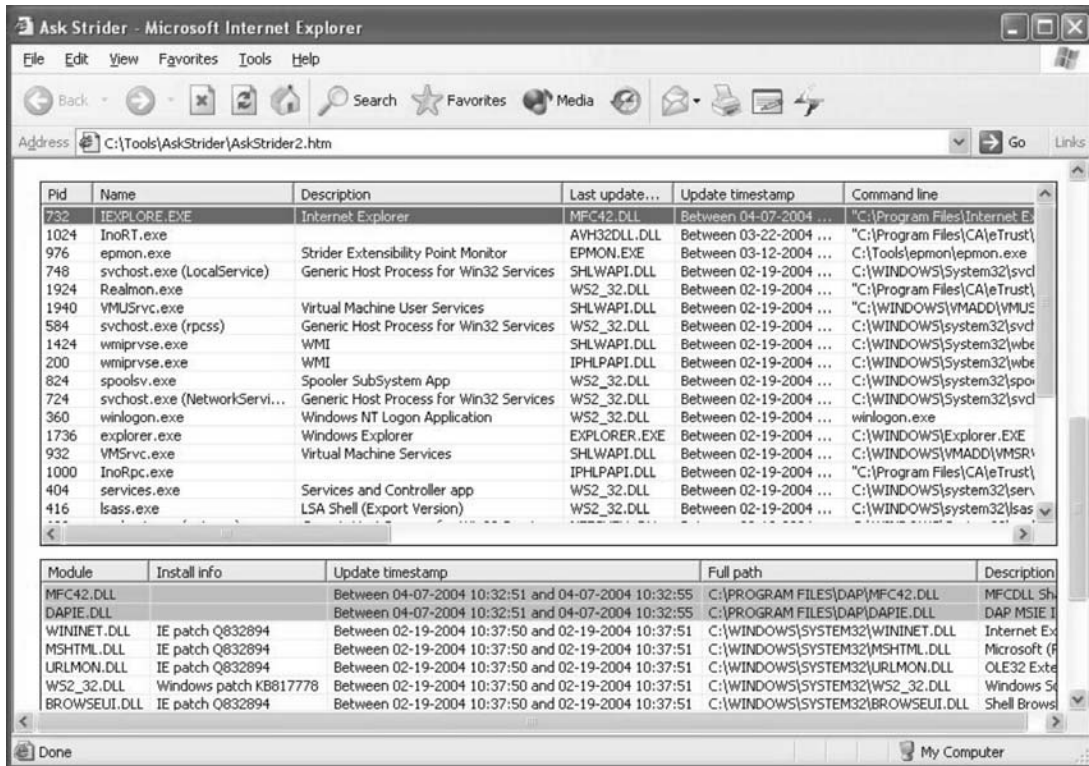 Ask Strider - Microsoft Internet Explorer
File Edit View Favorites Tools Help
Back Search Favorites Media
Address C:\Tools\AskStrider\AskStrider2.htm Go Links
Pid Name Description Last update... Update timestamp Command line
732 IEXPLORE.EXE Internet Explorer MFC42.DLL Between 04-07-2004 ... "C:\Program Files\Internet Ex
1024 InoRT.exe AVH32DLL.DLL Between 03-22-2004 ... "C:\Program Files\CA\eTrust\
976 epmon.exe Strider Extensibility Point Monitor EPMON.EXE Between 03-12-2004 ... C:\Tools\epmon\epmon.exe
748 svchost.exe (LocalService) Generic Host Process for Win32 Services SHLWAPI.DLL Between 02-19-2004 ... C:\WINDOWS\System32\svcl
1924 Realmon.exe WS2_32.DLL Between 02-19-2004 ... "C:\Program Files\CA\eTrust\
1940 VMUSrvc.exe Virtual Machine User Services SHLWAPI.DLL Between 02-19-2004 ... "C:\WINDOWS\VMADD\VMUS
584 svchost.exe (rpcss) Generic Host Process for Win32 Services WS2_32.DLL Between 02-19-2004 ... C:\WINDOWS\system32\svch
1424 wmiprvse.exe WMI SHLWAPI.DLL Between 02-19-2004 ... C:\WINDOWS\System32\wbe
200 wmiprvse.exe WMI IPHLPAPI.DLL Between 02-19-2004 ... C:\WINDOWS\System32\wbe
824 spoolsv.exe Spooler SubSystem App WS2_32.DLL Between 02-19-2004 ... C:\WINDOWS\system32\spo
724 svchost.exe (NetworkServi... Generic Host Process for Win32 Services WS2_32.DLL Between 02-19-2004 ... C:\WINDOWS\System32\svcl
360 winlogon.exe Windows NT Logon Application WS2_32.DLL Between 02-19-2004 ... winlogon.exe
1736 explorer.exe Windows Explorer EXPLORER.EXE Between 02-19-2004 ... C:\WINDOWS\Explorer.EXE
932 VMSrvc.exe Virtual Machine Services SHLWAPI.DLL Between 02-19-2004 ... C:\WINDOWS\VMADD\VMSR
1000 InoRpc.exe IPHLPAPI.DLL Between 02-19-2004 ... "C:\Program Files\CA\eTrust\
404 services.exe Services and Controller app WS2_32.DLL Between 02-19-2004 ... C:\WINDOWS\system32\serv
416 lsass.exe LSA Shell (Export Version) WS2_32.DLL Between 02-19-2004 ... C:\WINDOWS\system32\lsas
Module Install info Update timestamp Full path Description
MFC42.DLL Between 04-07-2004 10:32:51 and 04-07-2004 10:32:55 C:\PROGRAM FILES\DAP\MFC42.DLL MFCDLL Sh
DAPIE.DLL Between 04-07-2004 10:32:51 and 04-07-2004 10:32:55 C:\PROGRAM FILES\DAP\DAPIE.DLL DAP MSIE I
WININET.DLL IE patch Q832894 Between 02-19-2004 10:37:50 and 02-19-2004 10:37:51 C:\WINDOWS\SYSTEM32\WININET.DLL Internet Ex
MSHTML.DLL IE patch Q832894 Between 02-19-2004 10:37:50 and 02-19-2004 10:37:51 C:\WINDOWS\SYSTEM32\MSHTML.DLL Microsoft (R
URLMON.DLL IE patch Q832894 Between 02-19-2004 10:37:50 and 02-19-2004 10:37:51 C:\WINDOWS\SYSTEM32\URLMON.DLL OLE32 Exte
WS2_32.DLL Windows patch KB817778 Between 02-19-2004 10:37:50 and 02-19-2004 10:37:51 C:\WINDOWS\SYSTEM32\WS2_32.DLL Windows So
BROWSEUI.DLL IE patch Q832894 Between 02-19-2004 10:37:50 and 02-19-2004 10:37:51 C:\WINDOWS\SYSTEM32\BROWSEUI.DLL Shell Brows
Done My Computer